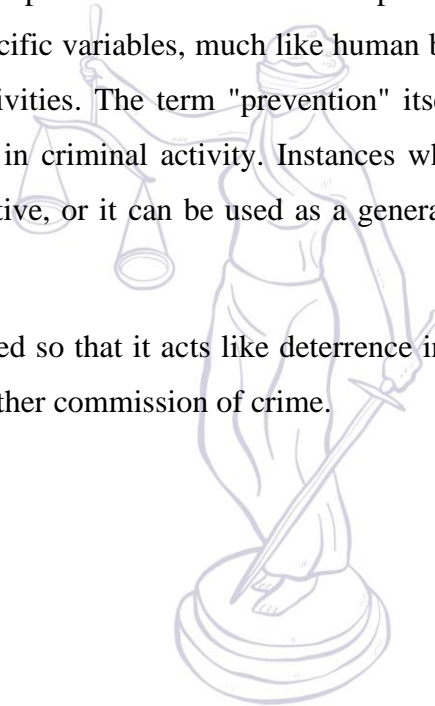 cific variables, much like human b
ivities. The term "prevention" its
in criminal activity. Instances wh
tive, or it can be used as a genera
ed so that it acts like deterrence in
ther commission of crime.